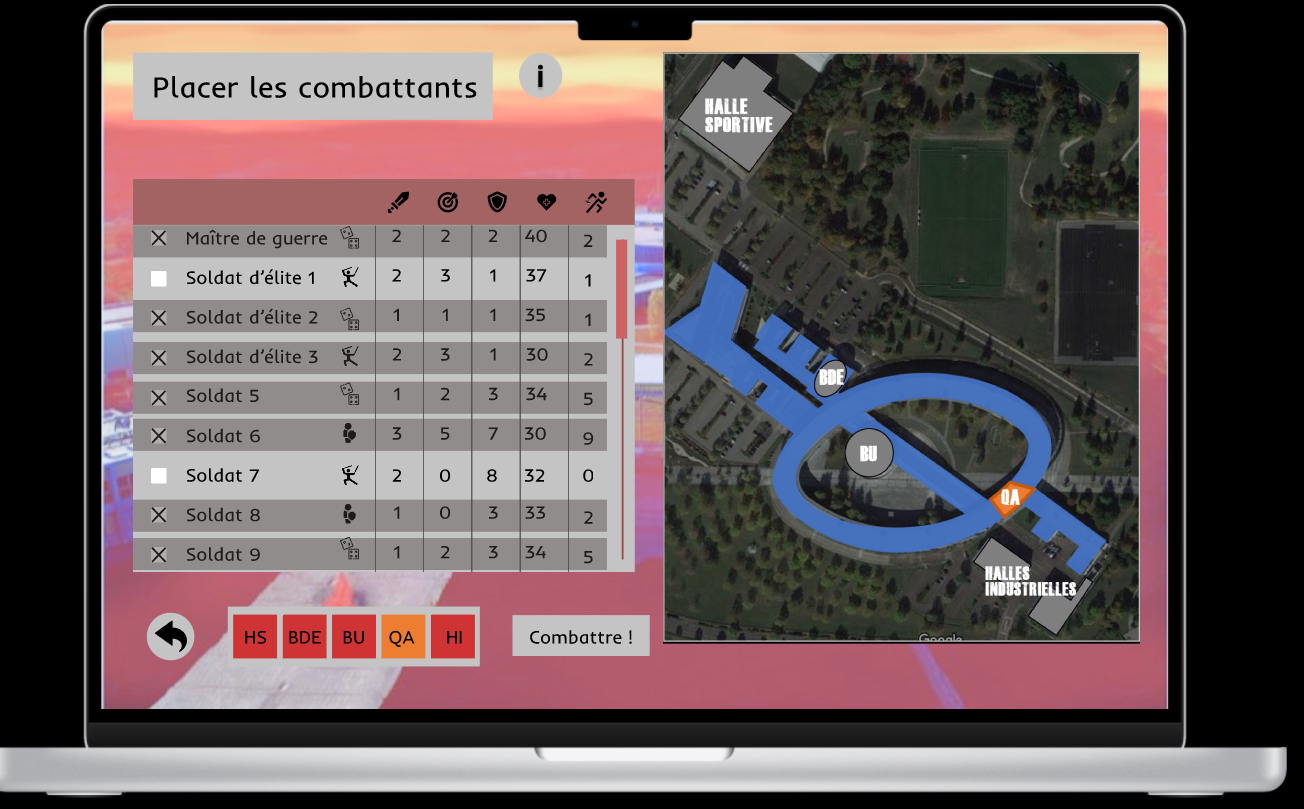 Placer les combattants
i
Maître de guerre 2 2 2 40 2
Soldat d'élite 1 2 3 1 37 1
Soldat d'élite 2 1 1 1 35 1
Soldat d'élite 3 2 3 1 30 2
Soldat 5 1 2 3 34 5
Soldat 6 3 5 7 30 9
Soldat 7 2 0 8 32 0
Soldat 8 1 0 3 33 2
Soldat 9 1 2 3 34 5
HS BDE BU QA HI
Combattre !
HALLE
SPORTIVE
BDE
BU
QA
HALLES
INDUSTRIELLES
Google